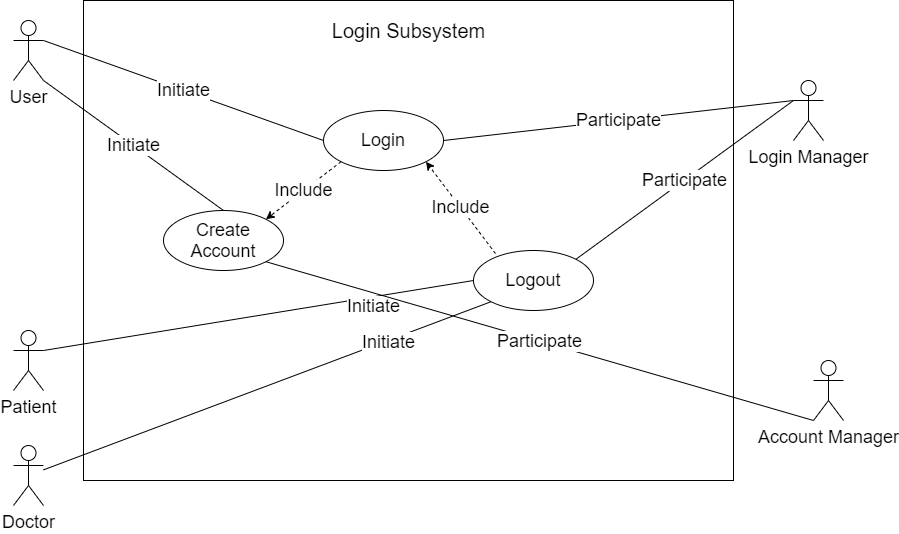 Login Subsystem
User
Initiate
Initiate
Login
Participate
Login Manager
Participate
Include
Include
Create
Account
Logout
Initiate
Initiate
Participate
Patient
Account Manager
Doctor